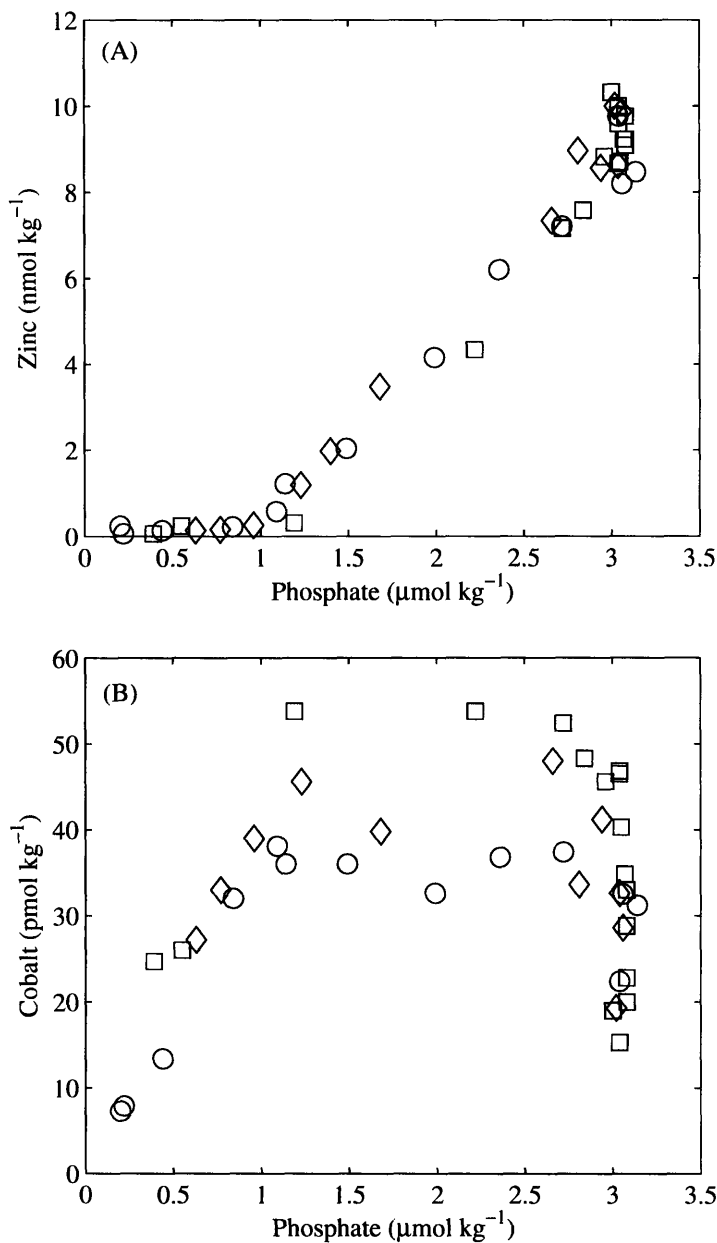 (A)
12
10
8
6
4
2
0
Zinc (nmol kg⁻¹)
0 0.5 1 1.5 2 2.5 3 3.5
Phosphate (μmol kg⁻¹)
(B)
60
50
40
30
20
10
0
Cobalt (pmol kg⁻¹)
0 0.5 1 1.5 2 2.5 3 3.5
Phosphate (μmol kg⁻¹)